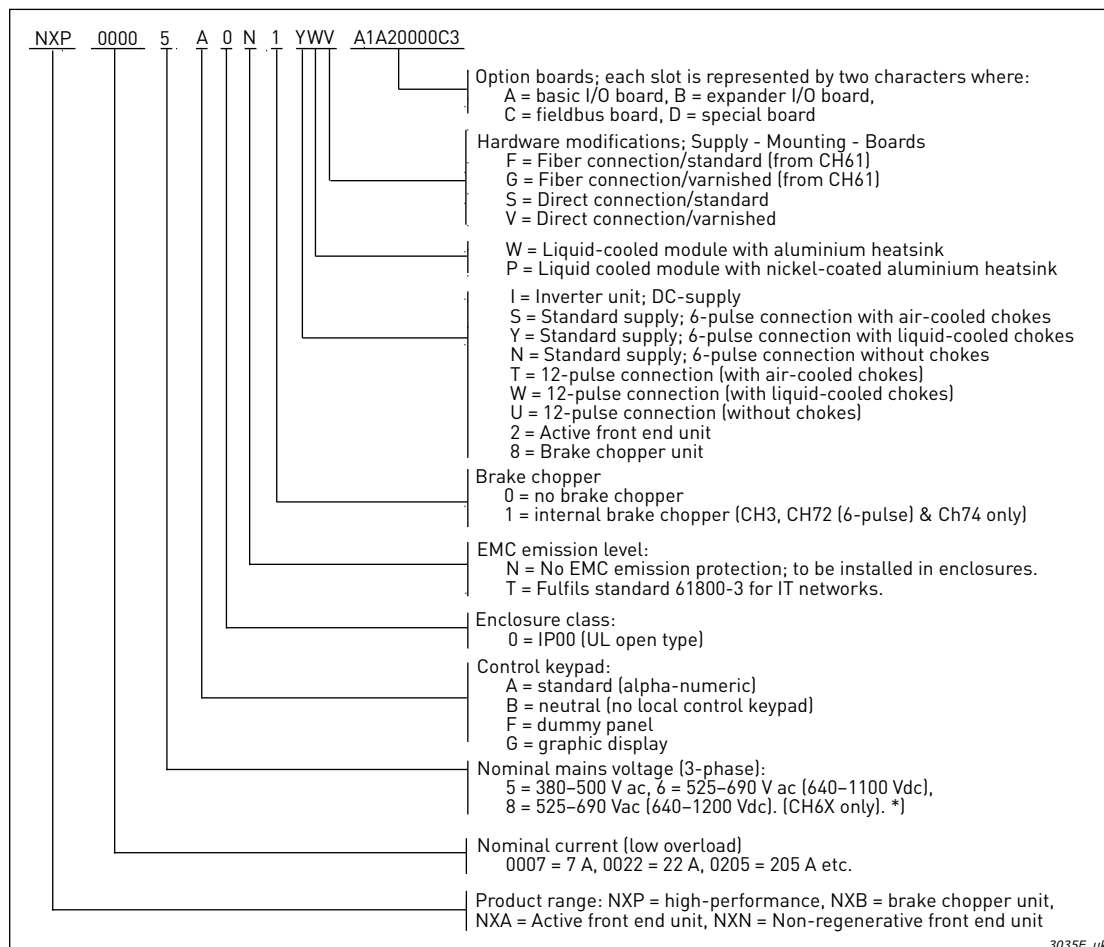 NXP 0000 5 A 0 N 1 YWV A1A20000C3
Option boards; each slot is represented by two characters where:
A = basic I/O board, B = expander I/O board,
C = fieldbus board, D = special board
Hardware modifications; Supply - Mounting - Boards
F = Fiber connection/standard (from CH61)
G = Fiber connection/varnished (from CH61)
S = Direct connection/standard
V = Direct connection/varnished
W = Liquid-cooled module with aluminium heatsink
P = Liquid cooled module with nickel-coated aluminium heatsink
I = Inverter unit; DC-supply
S = Standard supply; 6-pulse connection with air-cooled chokes
Y = Standard supply; 6-pulse connection with liquid-cooled chokes
N = Standard supply; 6-pulse connection without chokes
T = 12-pulse connection (with air-cooled chokes)
W = 12-pulse connection (with liquid-cooled chokes)
U = 12-pulse connection (without chokes)
2 = Active front end unit
8 = Brake chopper unit
Brake chopper
0 = no brake chopper
1 = internal brake chopper (CH3, CH72 (6-pulse) & Ch74 only)
EMC emission level:
N = No EMC emission protection; to be installed in enclosures.
T = Fulfils standard 61800-3 for IT networks.
Enclosure class:
0 = IP00 (UL open type)
Control keypad:
A = standard (alpha-numeric)
B = neutral (no local control keypad)
F = dummy panel
G = graphic display
Nominal mains voltage (3-phase):
5 = 380–500 V ac, 6 = 525–690 V ac (640–1100 Vdc),
8 = 525–690 Vac (640–1200 Vdc). (CH6X only). *)
Nominal current (low overload)
0007 = 7 A, 0022 = 22 A, 0205 = 205 A etc.
Product range: NXP = high-performance, NXB = brake chopper unit,
NXA = Active front end unit, NXN = Non-regenerative front end unit